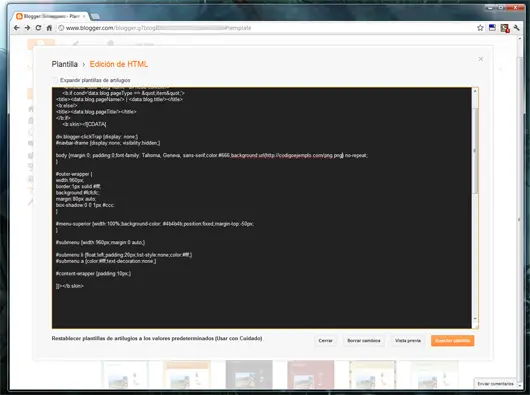 www.blogger.com/blogger.g?blog
template
Plantilla › Edición de HTML
Expandir plantillas de artilugios
<b:if cond='data:blog.pageType == &quot;item&quot;'>
<title><data:blog.pageName/> | <data:blog.title/></title>
<b:else/>
<title><data:blog.pageTitle/></title>
</b:if>
<b:skin><![CDATA[
div.blogger-clickTrap {display: none;}
#navbar-iframe {display:none; visibility:hidden;}
body {margin:0; padding:0;font-family: Tahoma, Geneva, sans-serif;color:#666;background:url(http://codigoejemplo.com/png.png) no-repeat;
}
#outer-wrapper {
width:960px;
border:1px solid #fff;
background:#fcfcfc;
margin:80px auto;
box-shadow:0 0 1px #ccc;
}
#menu-superior {width:100%;background-color: #4b4b4b;position:fixed;margin-top:-50px;
}
#submenu {width:960px;margin:0 auto;}
#submenu li {float:left;padding:20px;list-style:none;color:#fff;}
#submenu a {color:#fff;text-decoration:none;}
#content-wrapper {padding:10px;}
]]></b:skin>
Restablecer plantillas de artilugios a los valores predeterminados (Usar con Cuidado)
Cerrar
Borrar cambios
Vista previa
Guardar plantilla
Enviar comentarios